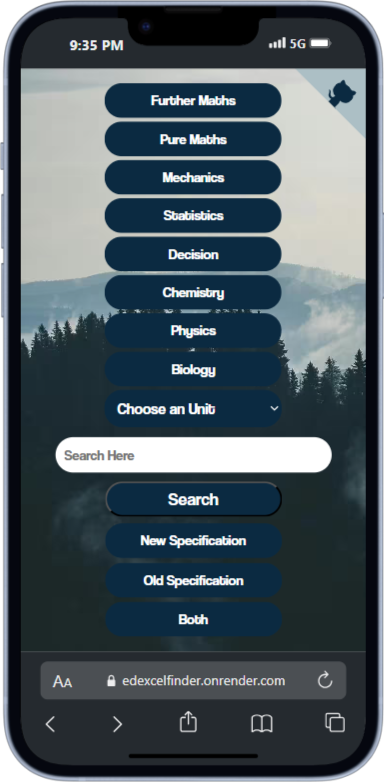 9:35 PM
5G
Further Maths
Pure Maths
Mechanics
Statistics
Decision
Chemistry
Physics
Biology
Choose an Unit
Search Here
Search
New Specification
Old Specification
Both
AA
edexcelfinder.onrender.com